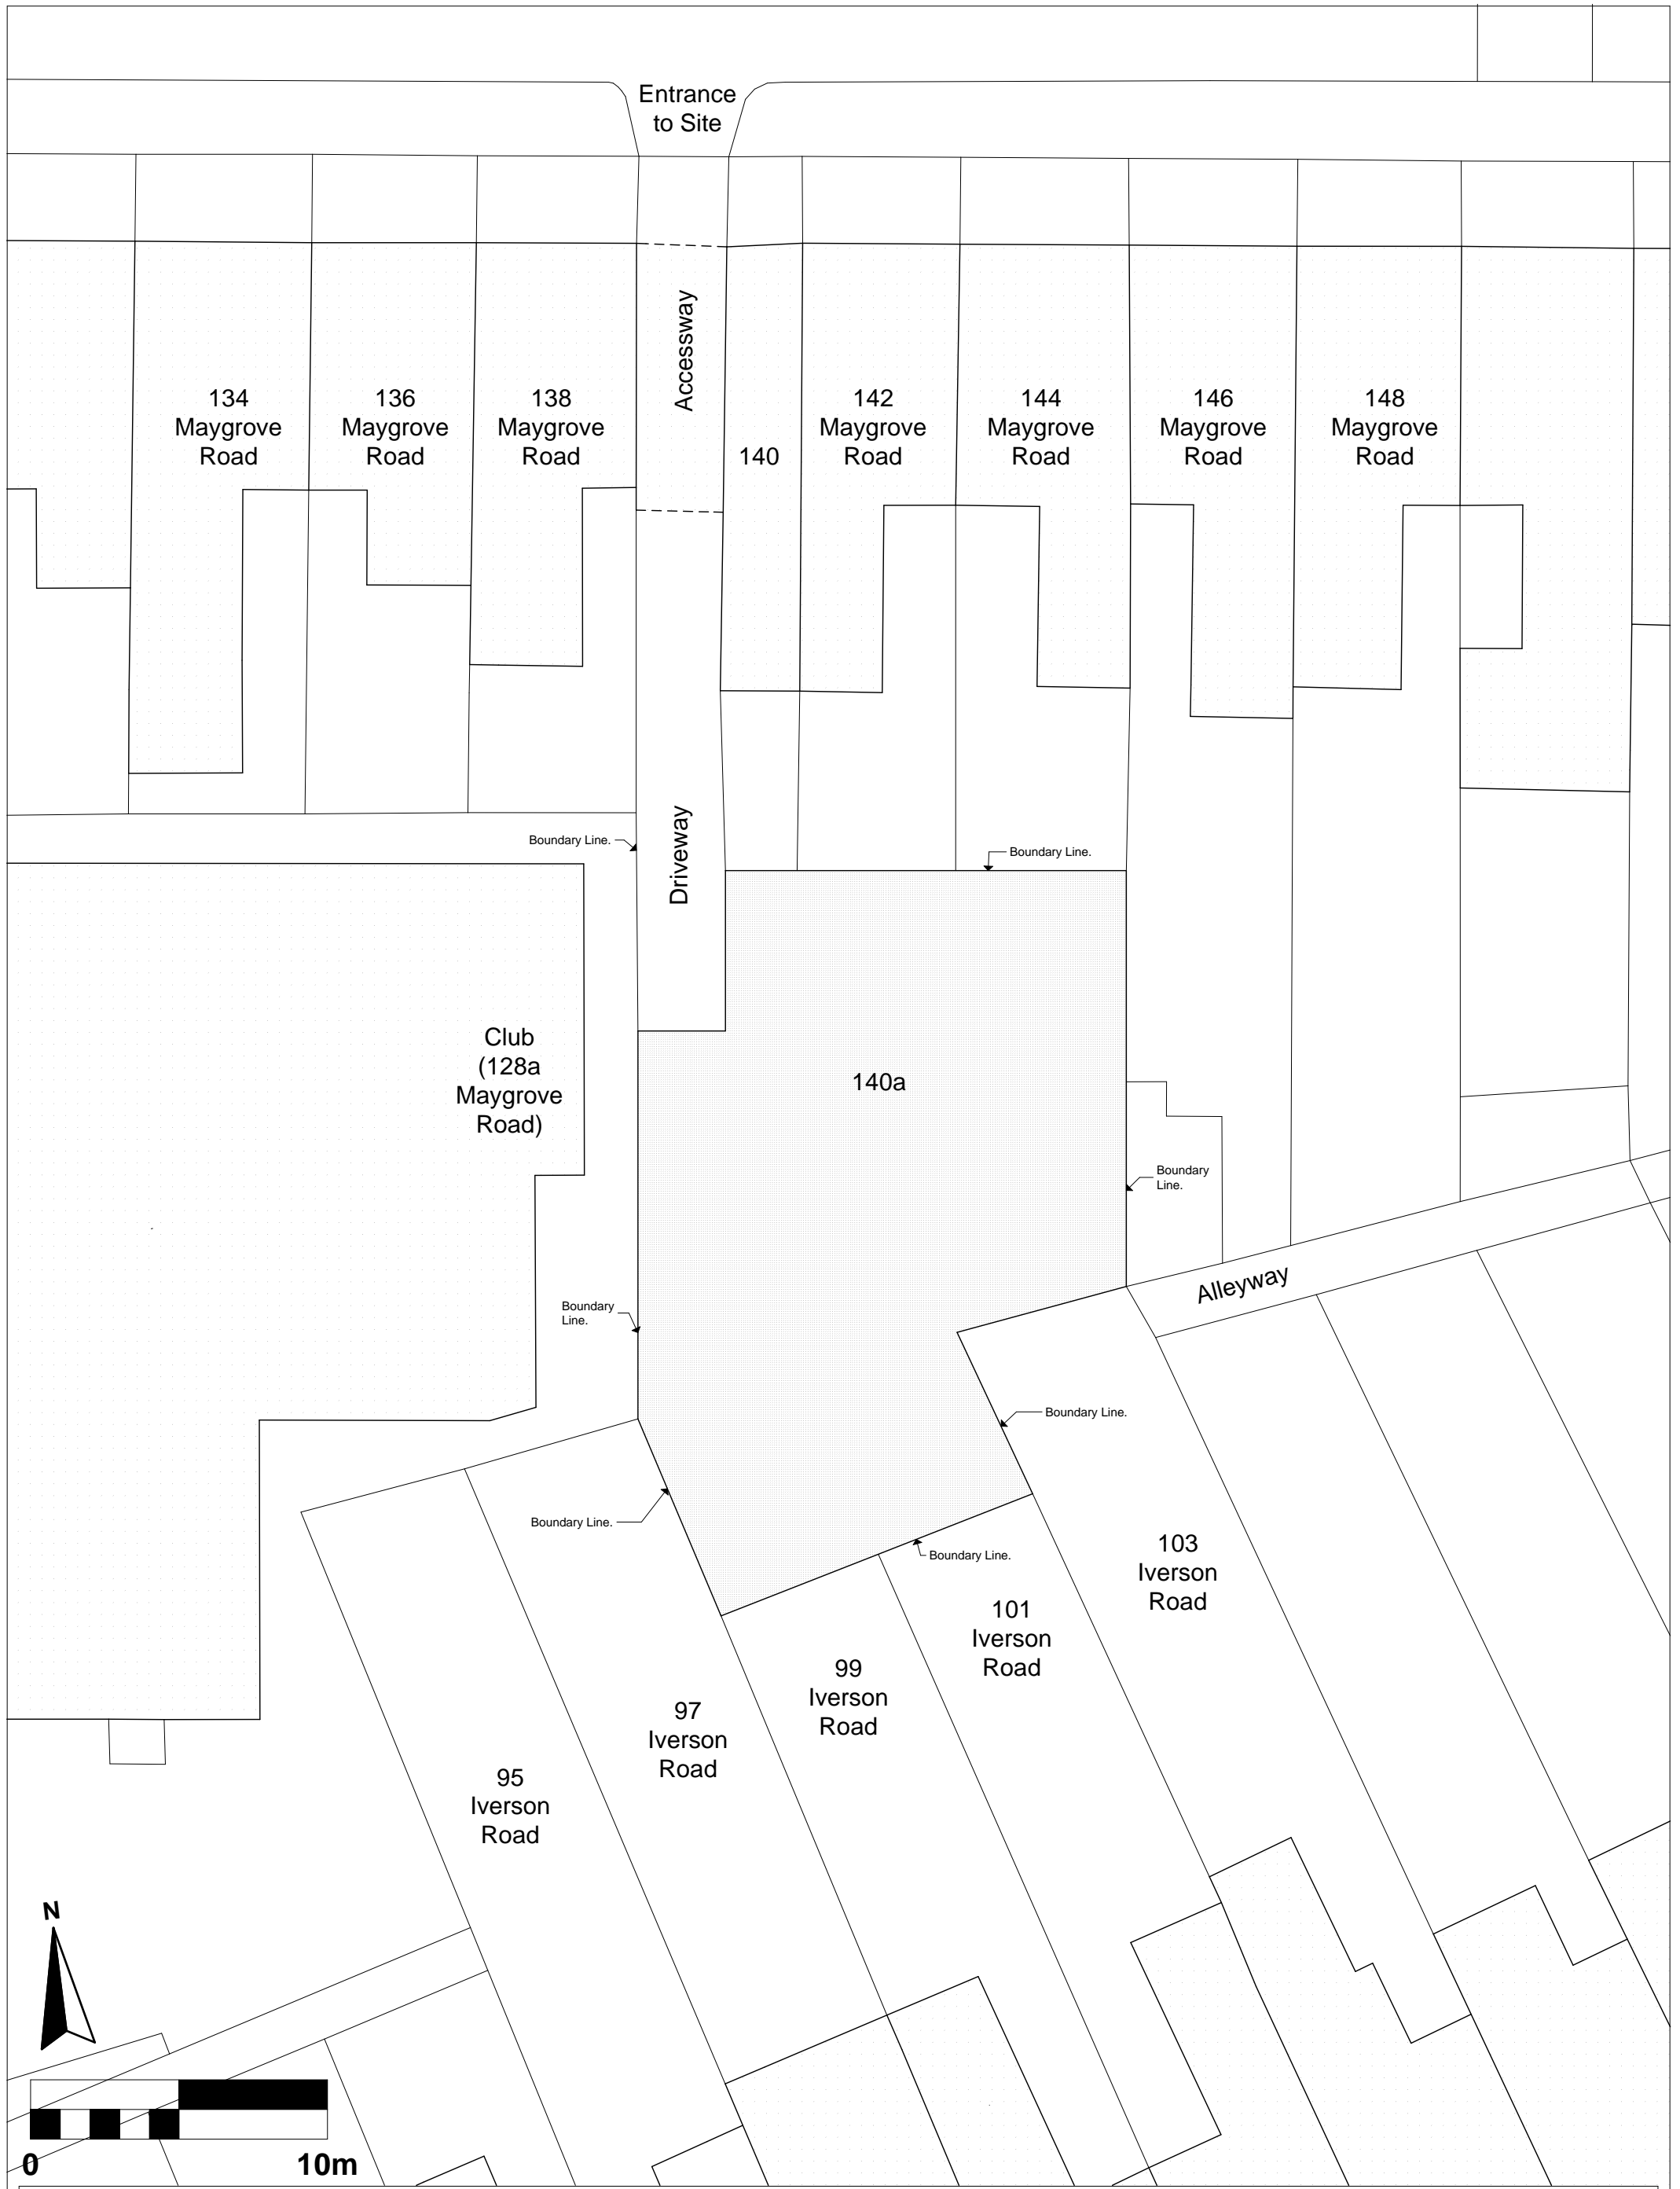 Entrance
to Site
Accessway
134
Maygrove
Road
136
Maygrove
Road
138
Maygrove
Road
140
142
Maygrove
Road
144
Maygrove
Road
146
Maygrove
Road
148
Maygrove
Road
Boundary Line.
Driveway
Boundary Line.
Club
(128a
Maygrove
Road)
140a
Boundary
Line.
Alleyway
Boundary
Line.
Boundary Line.
Boundary Line.
Boundary Line.
103
Iverson
Road
101
Iverson
Road
99
Iverson
Road
97
Iverson
Road
95
Iverson
Road
N
0 10m